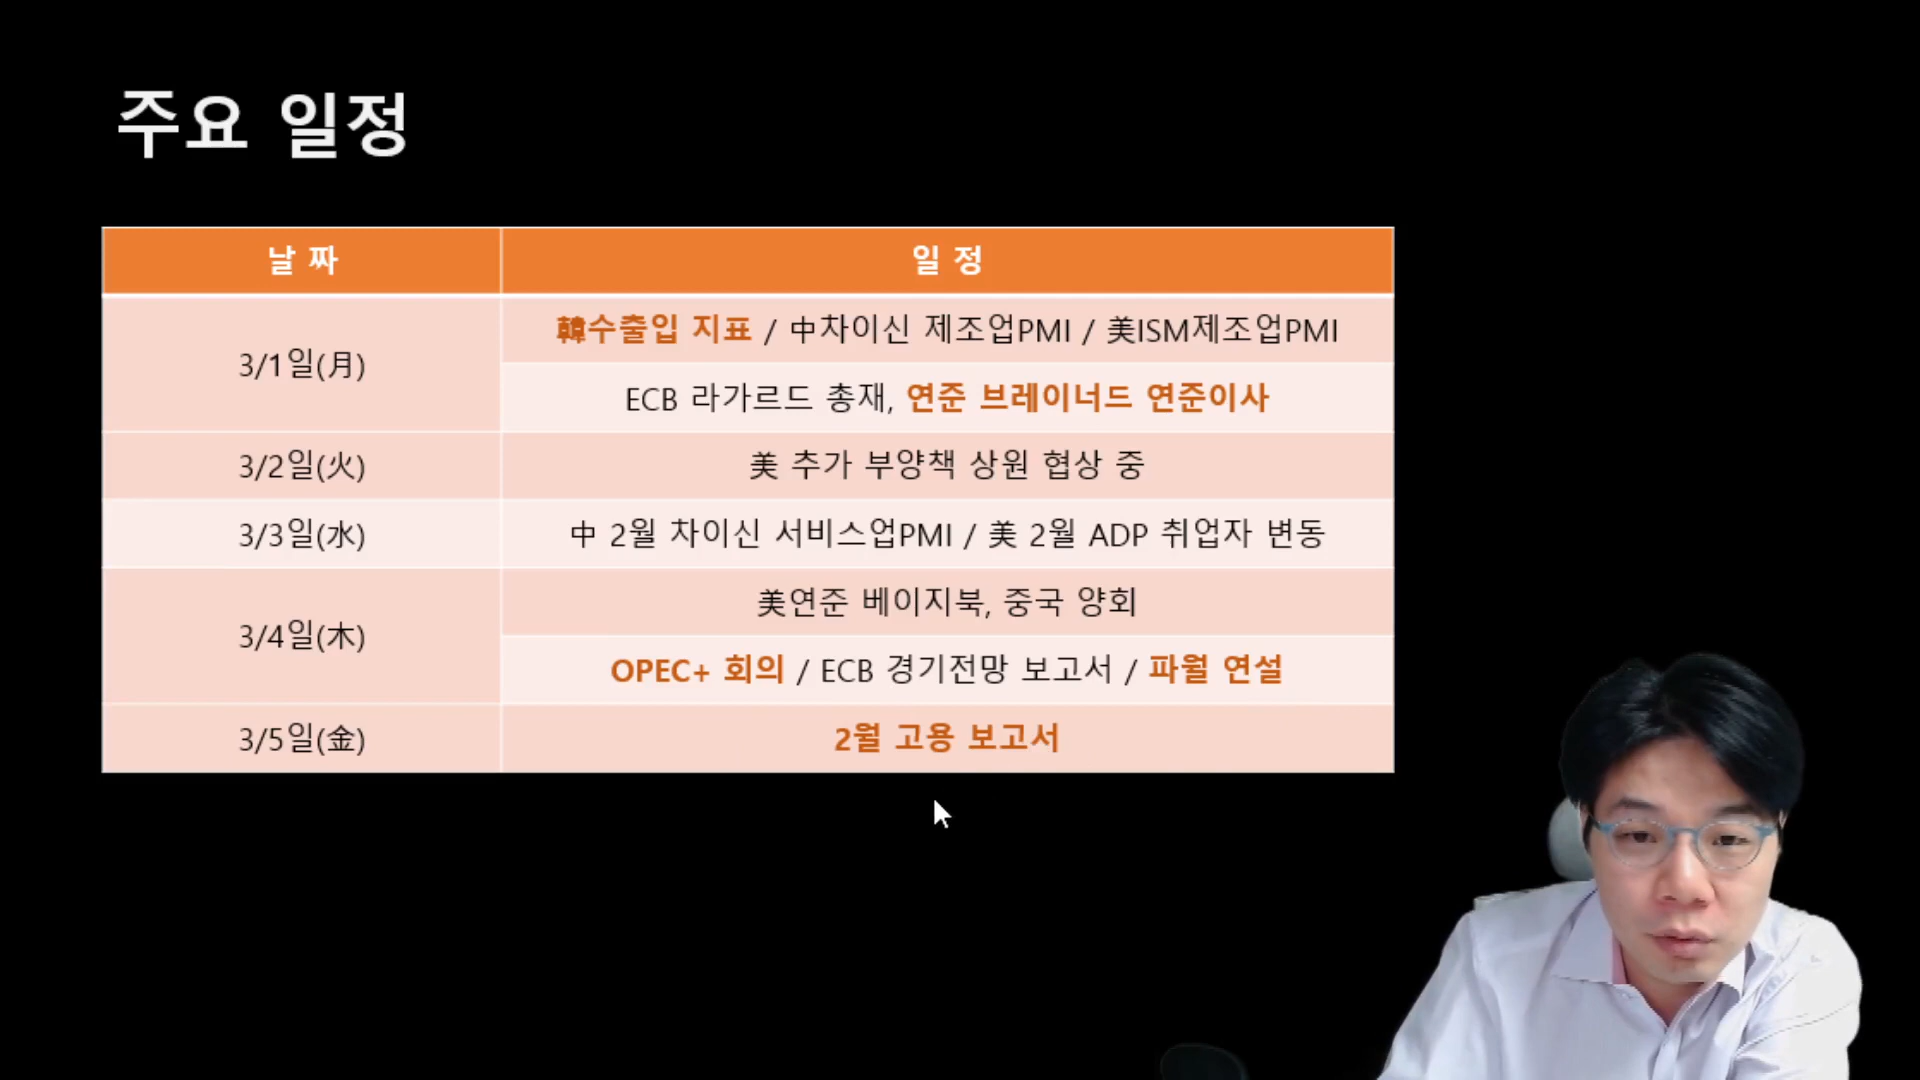 주요 일정
날 짜 일 정
3/1일(月) 韓수출입 지표 / 中차이신 제조업PMI / 美ISM제조업PMI
ECB 라가르드 총재, 연준 브레이너드 연준이사
3/2일(火) 美 추가 부양책 상원 협상 중
3/3일(水) 中 2월 차이신 서비스업PMI / 美 2월 ADP 취업자 변동
3/4일(木) 美연준 베이지북, 중국 양회
OPEC+ 회의 / ECB 경기전망 보고서 / 파월 연설
3/5일(金) 2월 고용 보고서